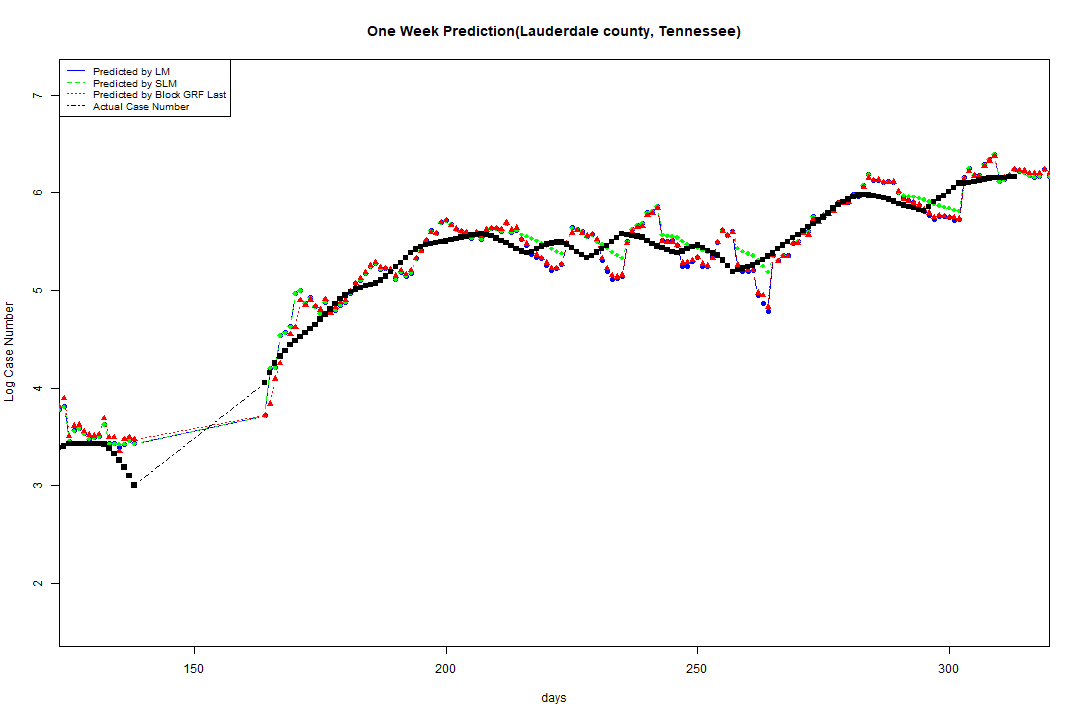 One Week Prediction(Lauderdale county, Tennessee)
Predicted by LM
Predicted by SLM
Predicted by Block GRF Last
Actual Case Number
7
6
5
4
3
2
Log Case Number
150
200
250
300
days